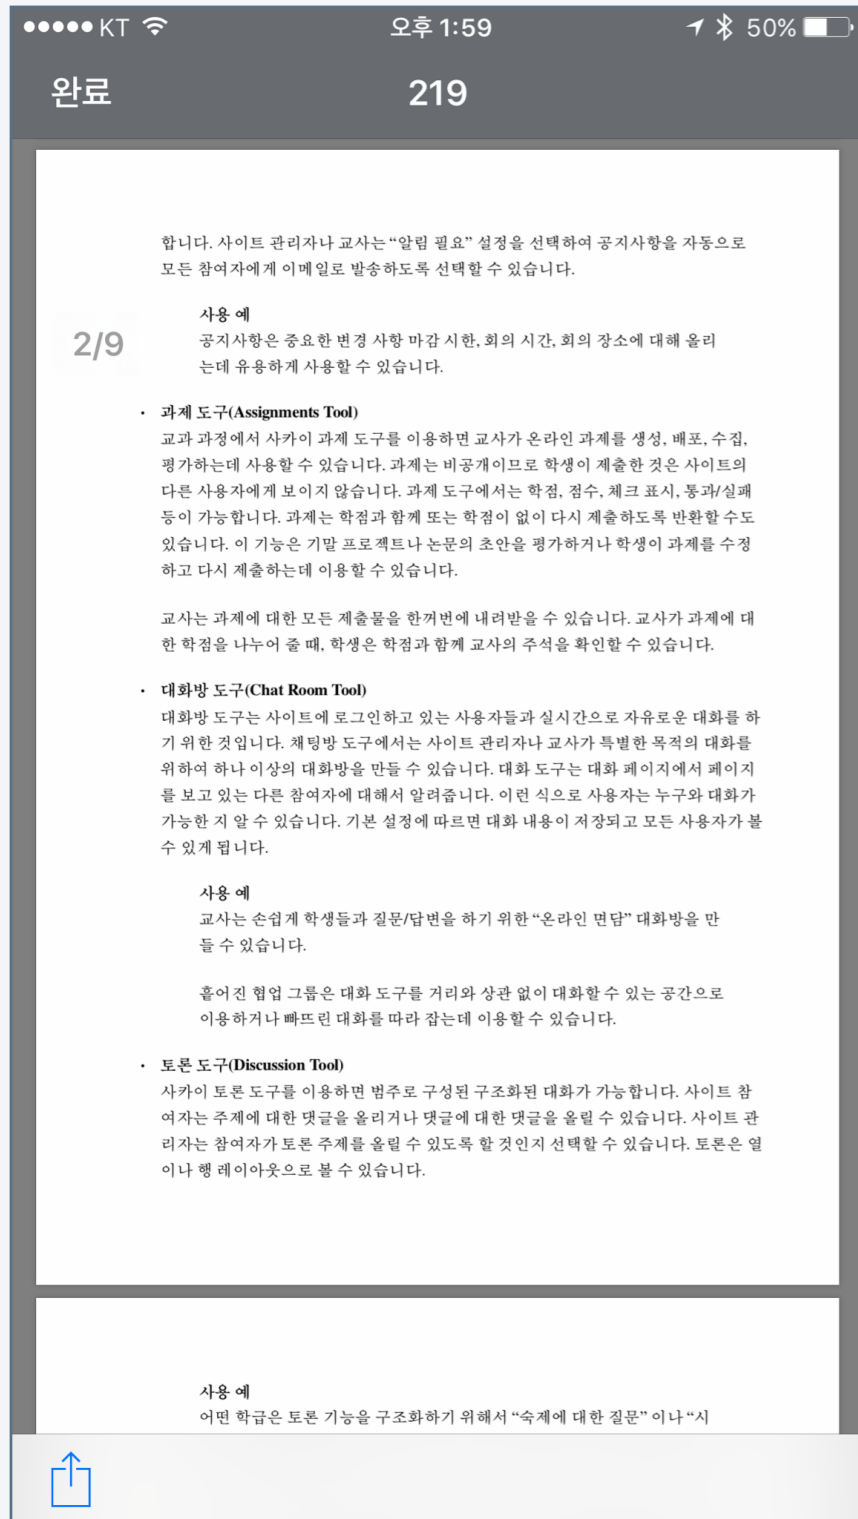 KT 오후 1:59 50%
완료 219
합니다. 사이트 관리자나 교사는 “알림 필요” 설정을 선택하여 공지사항을 자동으로
모든 참여자에게 이메일로 발송하도록 선택할 수 있습니다.
사용 예
2/9
공지사항은 중요한 변경 사항 마감 시한, 회의 시간, 회의 장소에 대해 올리
는데 유용하게 사용할 수 있습니다.
• 과제 도구(Assignments Tool)
교과 과정에서 사카이 과제 도구를 이용하면 교사가 온라인 과제를 생성, 배포, 수집,
평가하는데 사용할 수 있습니다. 과제는 비공개이므로 학생이 제출한 것은 사이트의
다른 사용자에게 보이지 않습니다. 과제 도구에서는 학점, 점수, 체크 표시, 통과/실패
등이 가능합니다. 과제는 학점과 함께 또는 학점이 없이 다시 제출하도록 반환할 수도
있습니다. 이 기능은 기말 프로젝트나 논문의 초안을 평가하거나 학생이 과제를 수정
하고 다시 제출하는데 이용할 수 있습니다.
교사는 과제에 대한 모든 제출물을 한꺼번에 내려받을 수 있습니다. 교사가 과제에 대
한 학점을 나누어 줄 때, 학생은 학점과 함께 교사의 주석을 확인할 수 있습니다.
• 대화방 도구(Chat Room Tool)
대화방 도구는 사이트에 로그인하고 있는 사용자들과 실시간으로 자유로운 대화를 하
기 위한 것입니다. 채팅방 도구에서는 사이트 관리자나 교사가 특별한 목적의 대화를
위하여 하나 이상의 대화방을 만들 수 있습니다. 대화 도구는 대화 페이지에서 페이지
를 보고 있는 다른 참여자에 대해서 알려줍니다. 이런 식으로 사용자는 누구와 대화가
가능한 지 알 수 있습니다. 기본 설정에 따르면 대화 내용이 저장되고 모든 사용자가 볼
수 있게 됩니다.
사용 예
교사는 손쉽게 학생들과 질문/답변을 하기 위한 “온라인 면담” 대화방을 만
들 수 있습니다.
흩어진 협업 그룹은 대화 도구를 거리와 상관 없이 대화할 수 있는 공간으로
이용하거나 빠뜨린 대화를 따라 잡는데 이용할 수 있습니다.
• 토론 도구(Discussion Tool)
사카이 토론 도구를 이용하면 범주로 구성된 구조화된 대화가 가능합니다. 사이트 참
여자는 주제에 대한 댓글을 올리거나 댓글에 대한 댓글을 올릴 수 있습니다. 사이트 관
리자는 참여자가 토론 주제를 올릴 수 있도록 할 것인지 선택할 수 있습니다. 토론은 열
이나 행 레이아웃으로 볼 수 있습니다.
사용 예
어떤 학급은 토론 기능을 구조화하기 위해서 “숙제에 대한 질문” 이나 “시